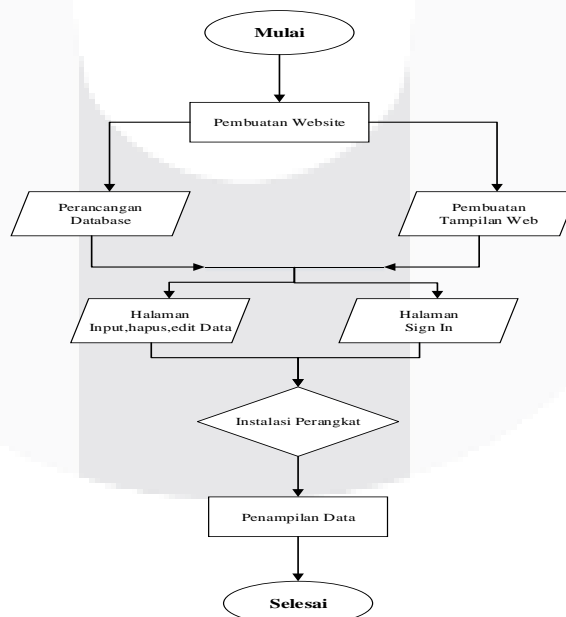 Mulai
Pembuatan Website
Perancangan
Database
Pembuatan
Tampilan Web
Halaman
Input,hapus,edit Data
Halaman
Sign In
Instalasi Perangkat
Penampilan Data
Selesai